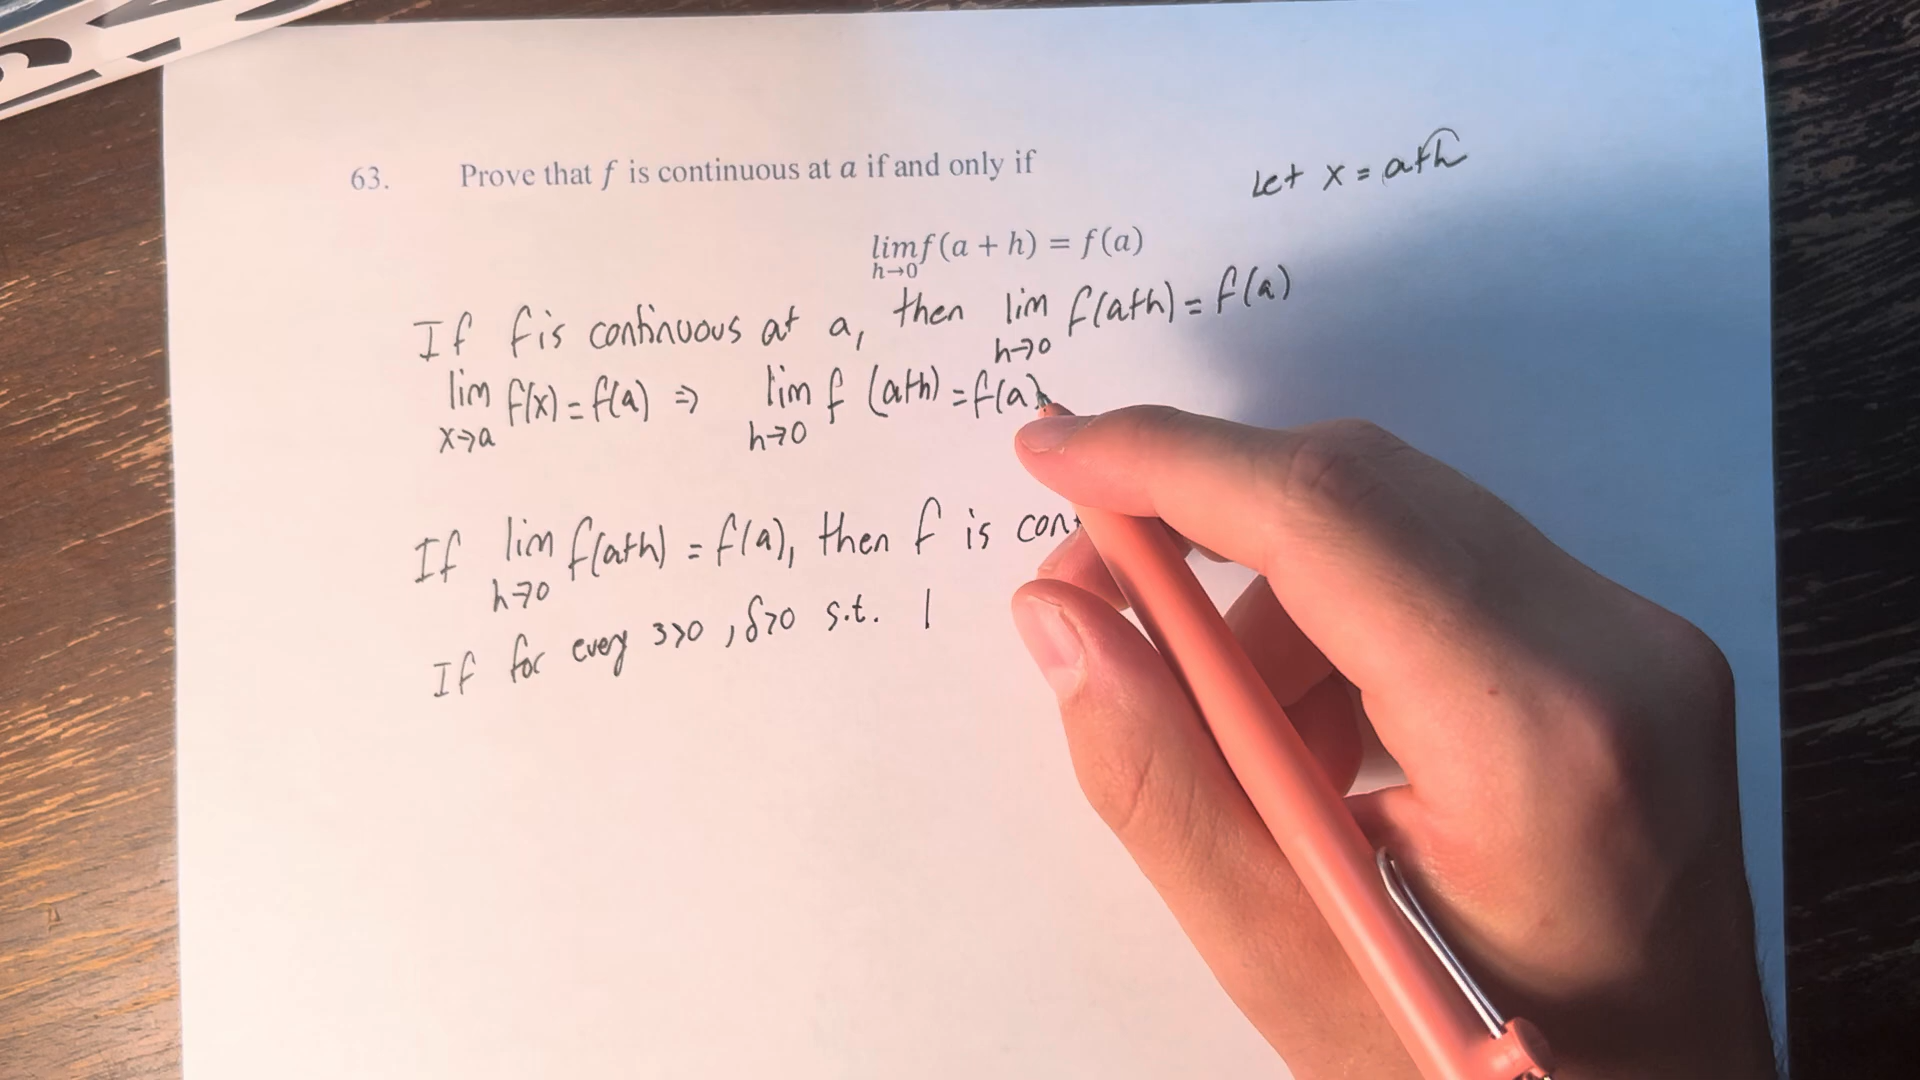 63. Prove that f is continuous at a if and only if
Let x = a+h
lim f(a + h) = f(a)
h→0
If f is continuous at a, then lim f(a+h) = f(a)
h→0
lim f(x) = f(a) ⇒ lim f (a+h) = f(a)
x→a h→0
If lim f(a+h) = f(a), then f is con
h→0
If for every ε>0, δ>0 s.t. |